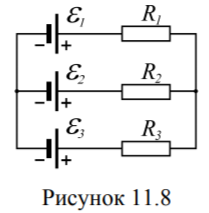 ℰ₁ R₁
− +
ℰ₂ R₂
− +
ℰ₃ R₃
− +
Рисунок 11.8